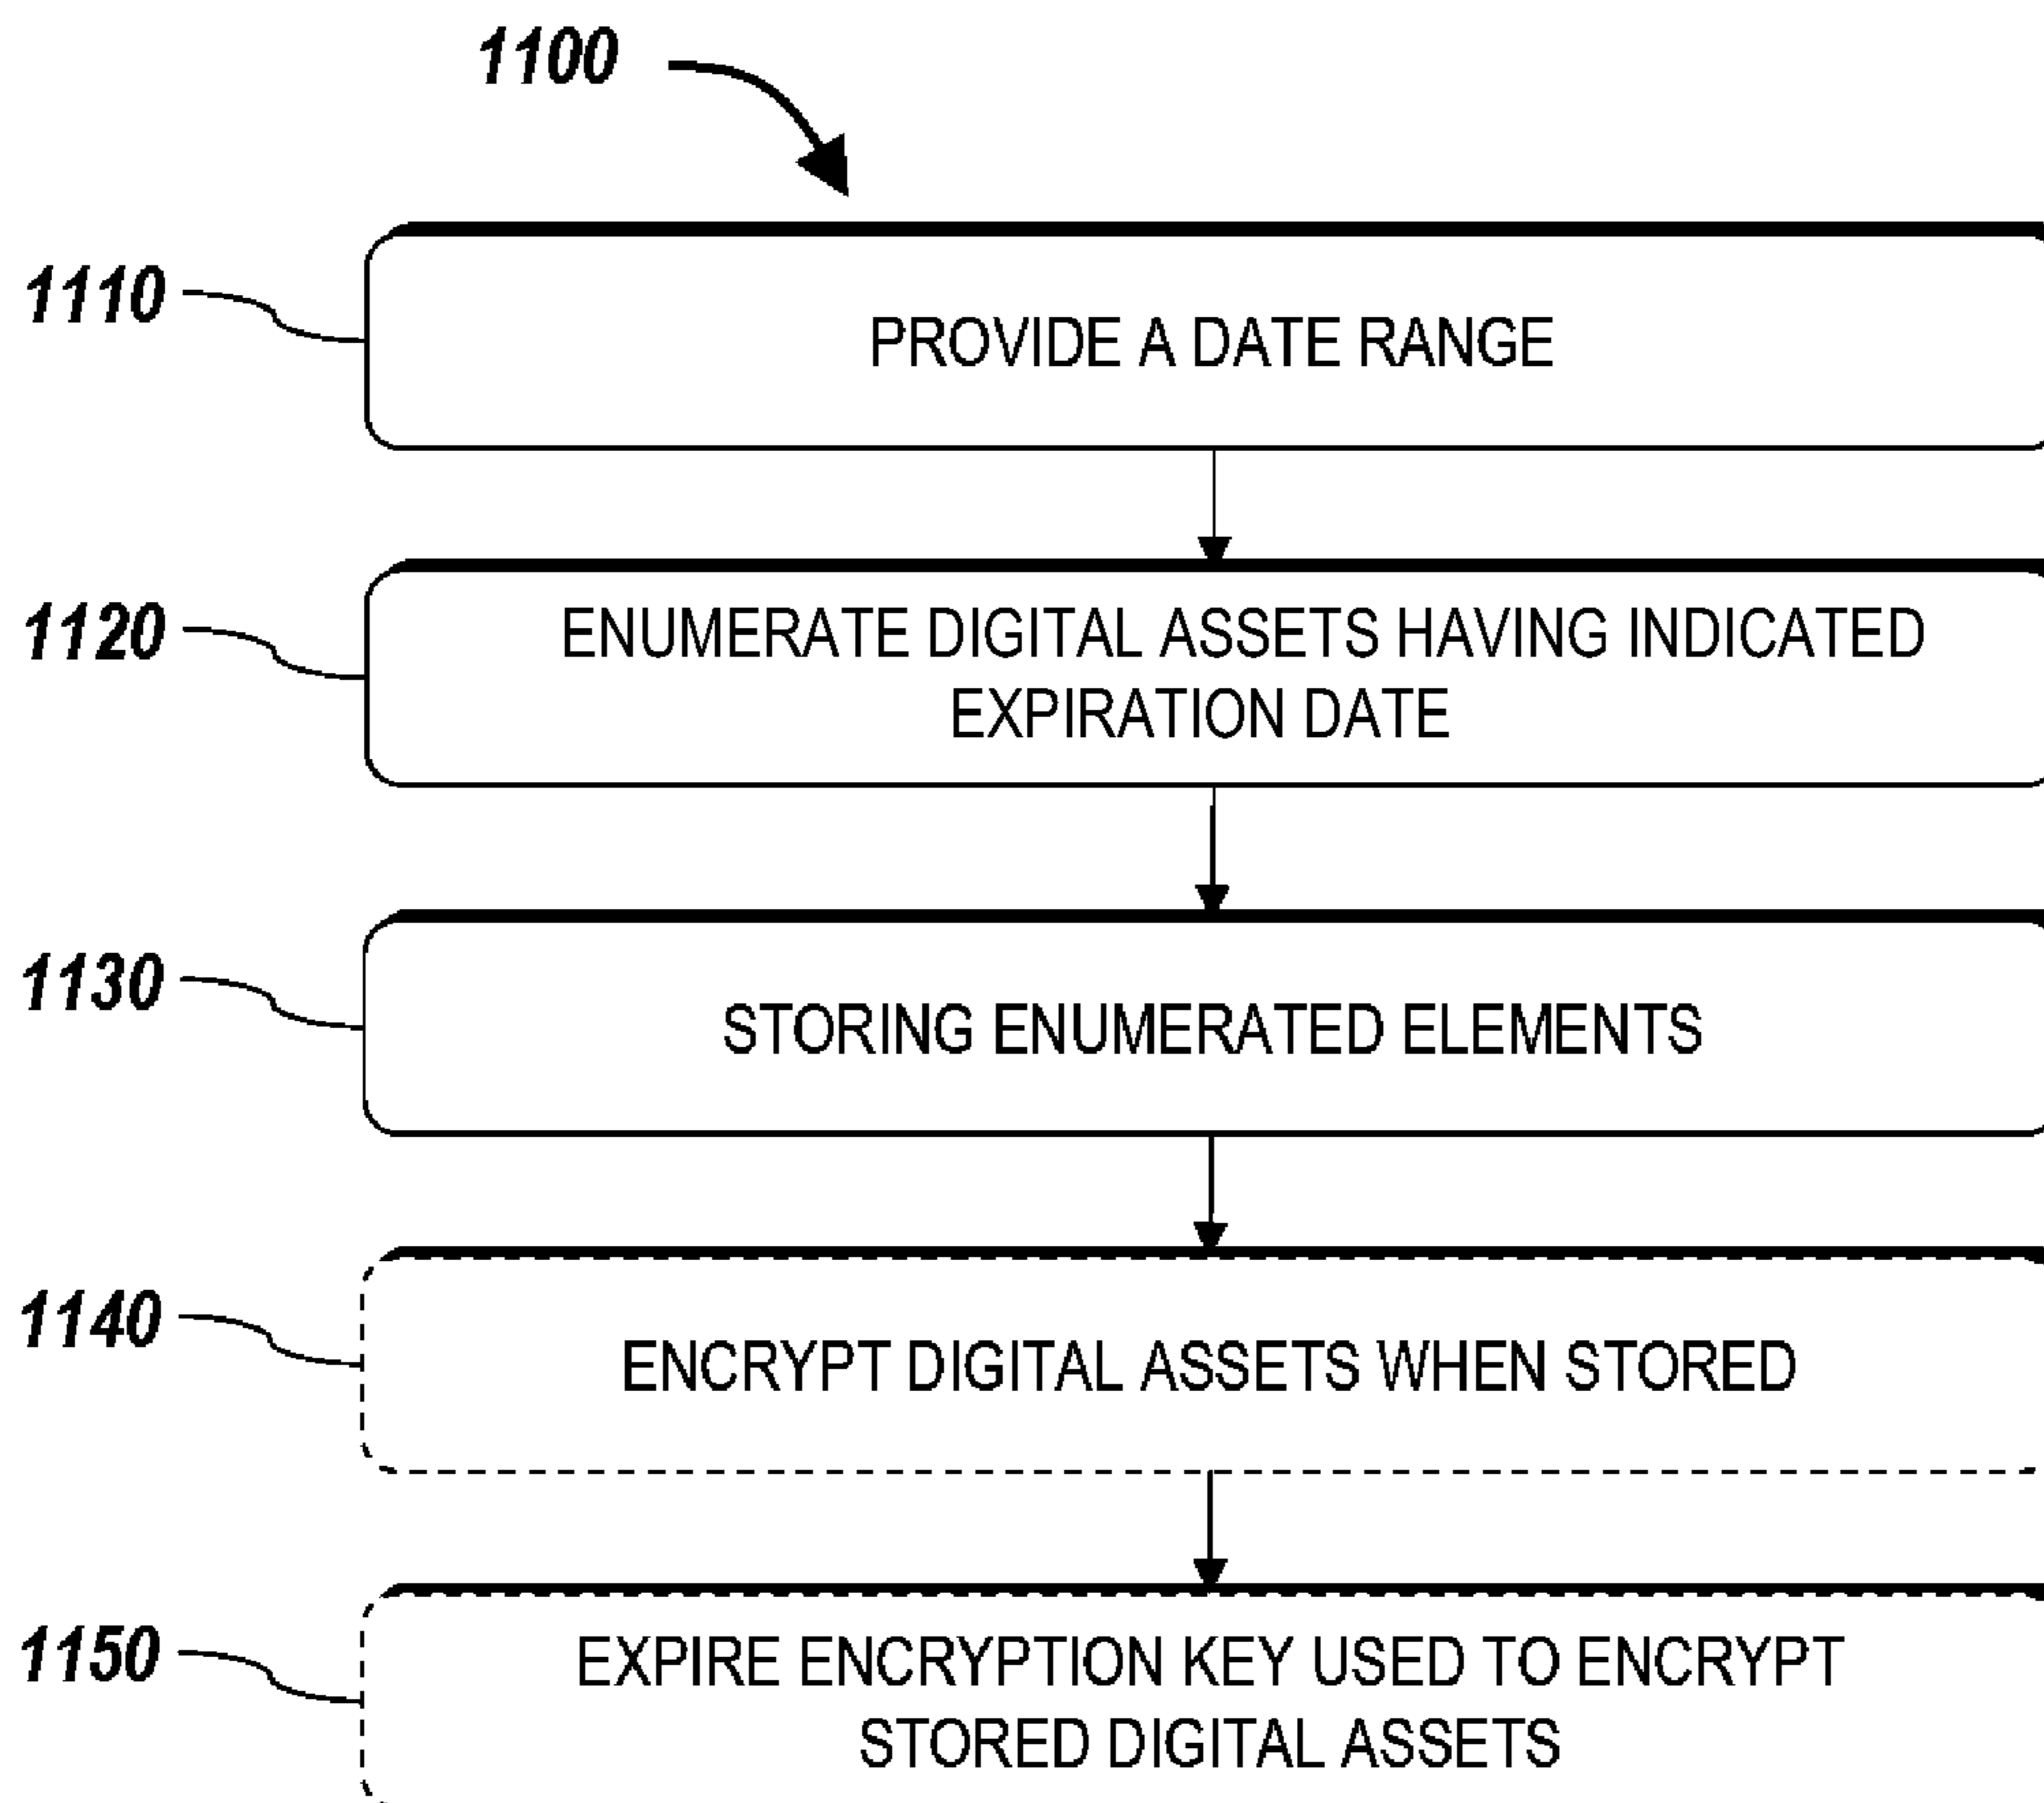 1100
1110
PROVIDE A DATE RANGE
1120
ENUMERATE DIGITAL ASSETS HAVING INDICATED
EXPIRATION DATE
1130
STORING ENUMERATED ELEMENTS
1140
ENCRYPT DIGITAL ASSETS WHEN STORED
1150
EXPIRE ENCRYPTION KEY USED TO ENCRYPT
STORED DIGITAL ASSETS